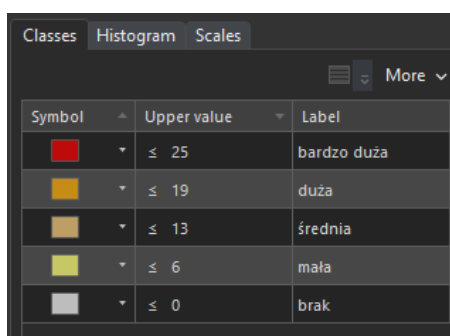 Classes Histogram Scales
More
Symbol Upper value Label
≤ 25 bardzo duża
≤ 19 duża
≤ 13 średnia
≤ 6 mała
≤ 0 brak